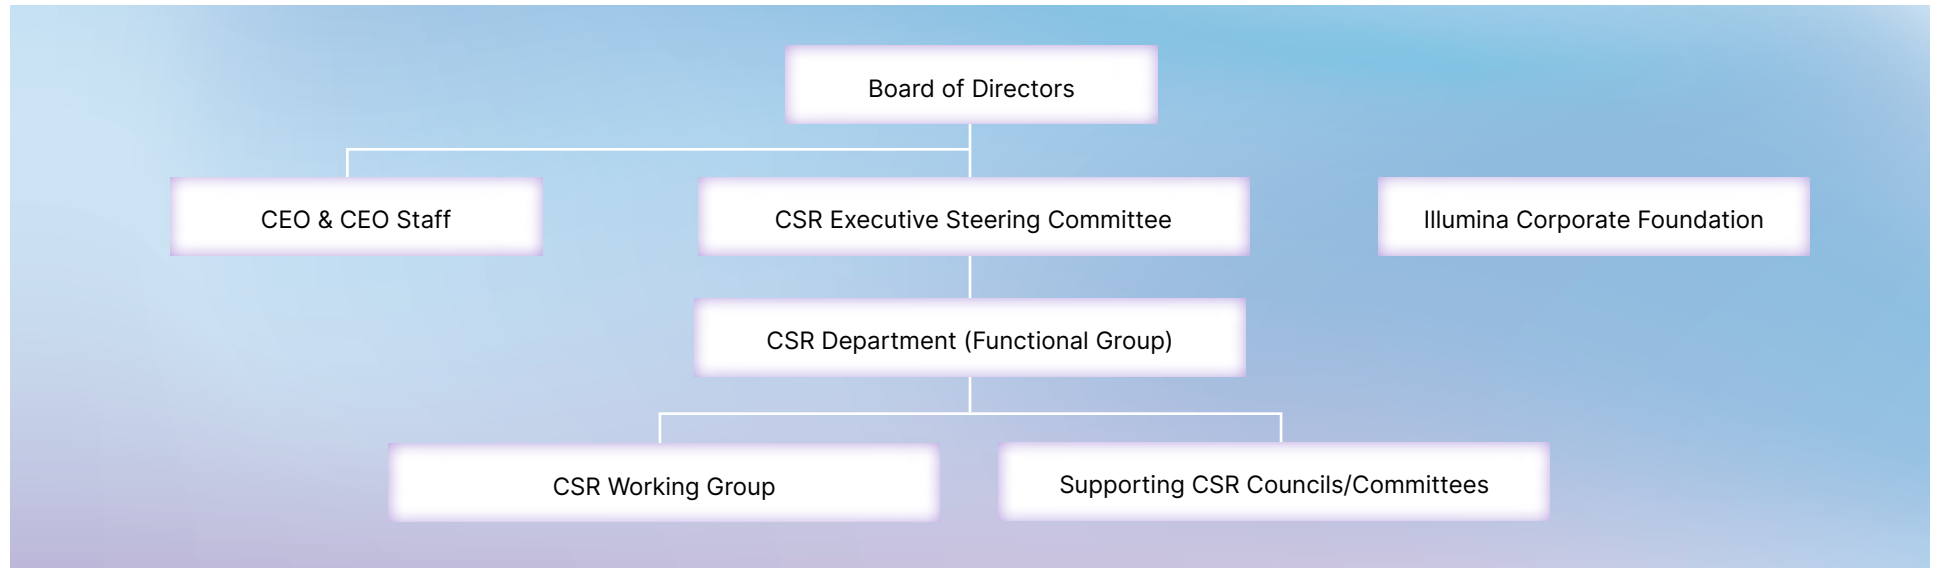 Board of Directors
CEO & CEO Staff
CSR Executive Steering Committee
Illumina Corporate Foundation
CSR Department (Functional Group)
CSR Working Group
Supporting CSR Councils/Committees